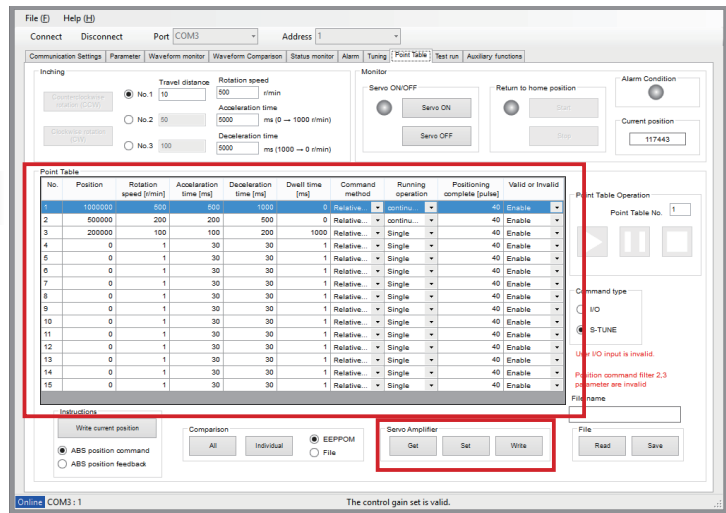 File (F) Help (H)
Connect Disconnect Port COM3 Address 1
Communication Settings Parameter Waveform monitor Waveform Comparison Status monitor Alarm Tuning Point Table Test run Auxiliary functions
Inching
Travel distance Rotation speed
Counterclockwise rotation (CCW)
No.1 10 500 r/min
Acceleration time
No.2 50 5000 ms (0 → 1000 r/min)
Clockwise rotation (CW)
Deceleration time
No.3 100 5000 ms (1000 → 0 r/min)
Monitor
Servo ON/OFF
Servo ON
Servo OFF
Return to home position
Start
Stop
Alarm Condition
Current position
117443
Point Table
No. Position Rotation speed [r/min] Accelaration time [ms] Deceleration time [ms] Dwell time [ms] Command method Running operation Positioning complete [pulse] Valid or Invalid
1 1000000 500 500 1000 0 Relative... continu... 40 Enable
2 500000 200 200 500 0 Relative... continu... 40 Enable
3 200000 100 100 200 1000 Relative... Single 40 Enable
4 0 1 30 30 1 Relative... Single 40 Enable
5 0 1 30 30 1 Relative... Single 40 Enable
6 0 1 30 30 1 Relative... Single 40 Enable
7 0 1 30 30 1 Relative... Single 40 Enable
8 0 1 30 30 1 Relative... Single 40 Enable
9 0 1 30 30 1 Relative... Single 40 Enable
10 0 1 30 30 1 Relative... Single 40 Enable
11 0 1 30 30 1 Relative... Single 40 Enable
12 0 1 30 30 1 Relative... Single 40 Enable
13 0 1 30 30 1 Relative... Single 40 Enable
14 0 1 30 30 1 Relative... Single 40 Enable
15 0 1 30 30 1 Relative... Single 40 Enable
Point Table Operation
Point Table No. 1
Command type
I/O
S-TUNE
User I/O input is invalid.
Position command filter 2,3
parameter are invalid
File name
Instructions
Write current position
ABS position command
ABS position feedback
Comparison
All Individual
EEPPOM
File
Servo Amplifier
Get Set Write
File
Read Save
Online COM3 : 1 The control gain set is valid.